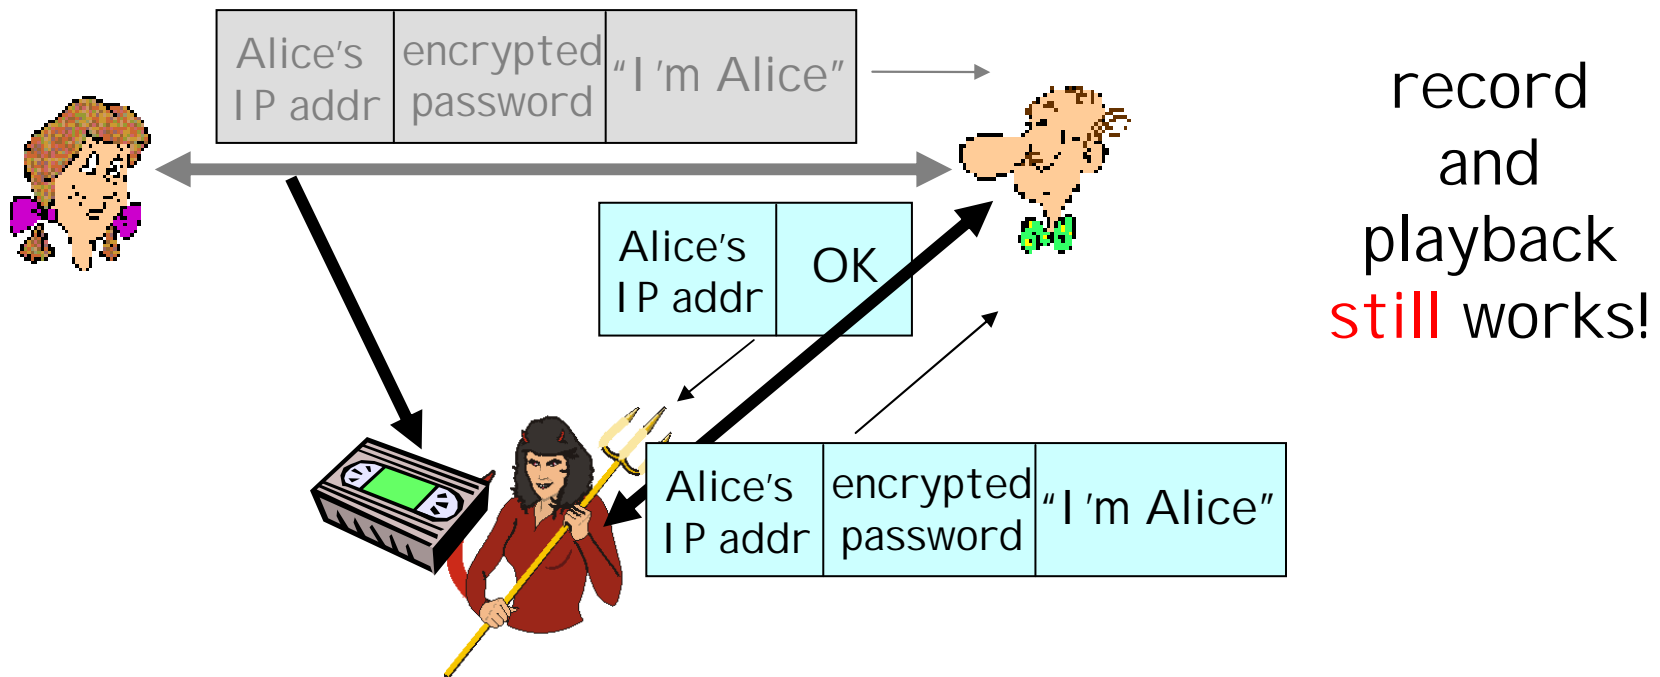 Alice's
IP addr
encrypted
password
"I'm Alice"
record
and
playback
still works!
Alice's
IP addr
OK
Alice's
IP addr
encrypted
password
"I'm Alice"